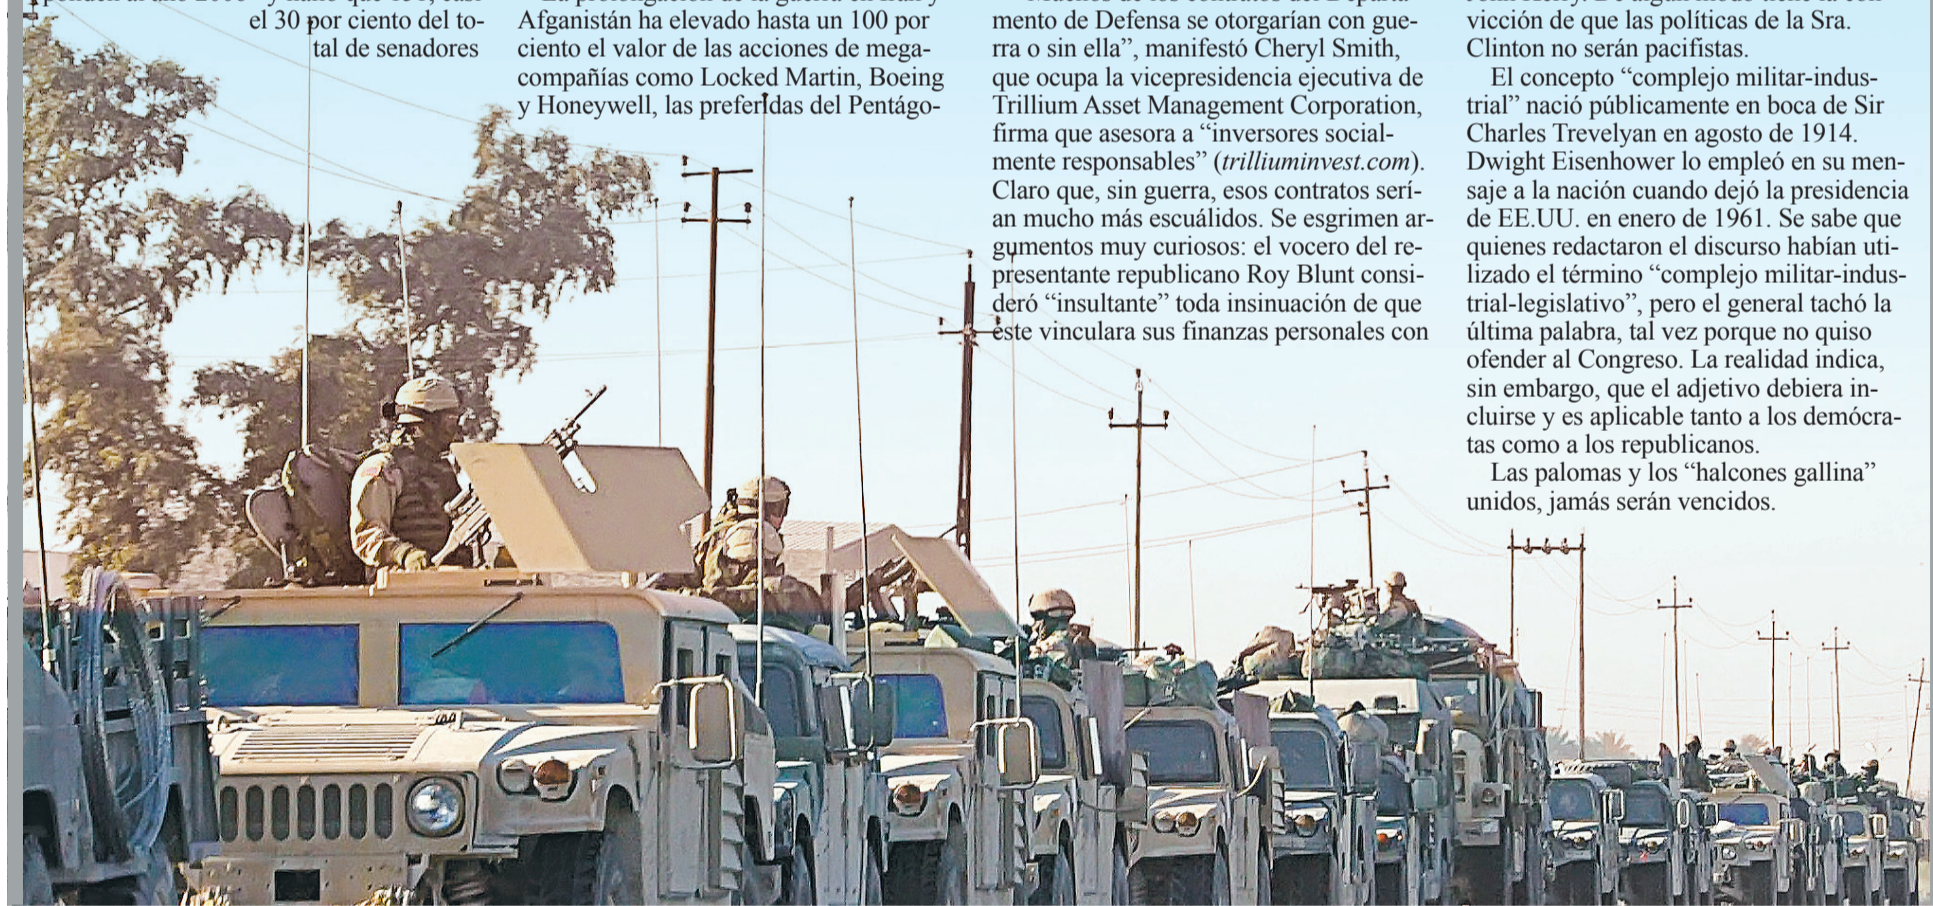 el 30 por ciento del to-
tal de senadores
La prolongación de la guerra en Irak y
Afganistán ha elevado hasta un 100 por
ciento el valor de las acciones de mega-
compañías como Locked Martin, Boeing
y Honeywell, las preferidas del Pentágo-
mento de Defensa se otorgarían con gue-
rra o sin ella”, manifestó Cheryl Smith,
que ocupa la vicepresidencia ejecutiva de
Trillium Asset Management Corporation,
firma que asesora a “inversores social-
mente responsables” (trilliuminvest.com).
Claro que, sin guerra, esos contratos serí-
an mucho más escuálidos. Se esgrimen ar-
gumentos muy curiosos: el vocero del re-
presentante republicano Roy Blunt consi-
deró “insultante” toda insinuación de que
este vinculara sus finanzas personales con
vicción de que las políticas de la Sra.
Clinton no serán pacifistas.
El concepto “complejo militar-indus-
trial” nació públicamente en boca de Sir
Charles Trevelyan en agosto de 1914.
Dwight Eisenhower lo empleó en su men-
saje a la nación cuando dejó la presidencia
de EE.UU. en enero de 1961. Se sabe que
quienes redactaron el discurso habían uti-
lizado el término “complejo militar-indus-
trial-legislativo”, pero el general tachó la
última palabra, tal vez porque no quiso
ofender al Congreso. La realidad indica,
sin embargo, que el adjetivo debiera in-
cluirse y es aplicable tanto a los demócra-
tas como a los republicanos.
Las palomas y los “halcones gallina”
unidos, jamás serán vencidos.